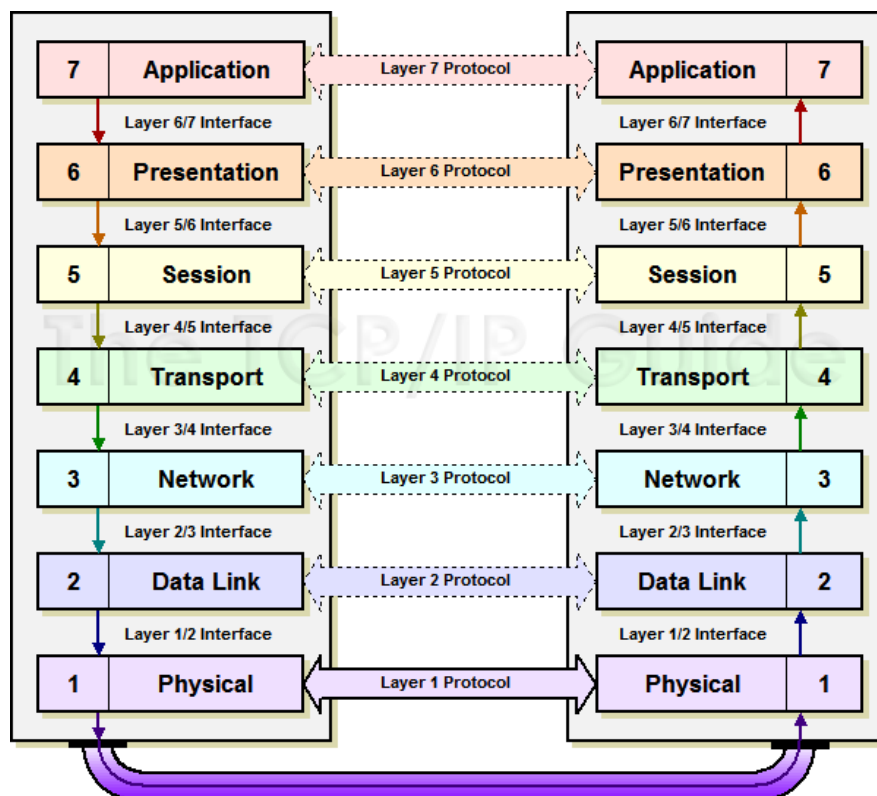 7 Application Layer 7 Protocol Application 7
Layer 6/7 Interface Layer 6/7 Interface
6 Presentation Layer 6 Protocol Presentation 6
Layer 5/6 Interface Layer 5/6 Interface
5 Session Layer 5 Protocol Session 5
Layer 4/5 Interface Layer 4/5 Interface
The TCP/IP Guide
4 Transport Layer 4 Protocol Transport 4
Layer 3/4 Interface Layer 3/4 Interface
3 Network Layer 3 Protocol Network 3
Layer 2/3 Interface Layer 2/3 Interface
2 Data Link Layer 2 Protocol Data Link 2
Layer 1/2 Interface Layer 1/2 Interface
1 Physical Layer 1 Protocol Physical 1